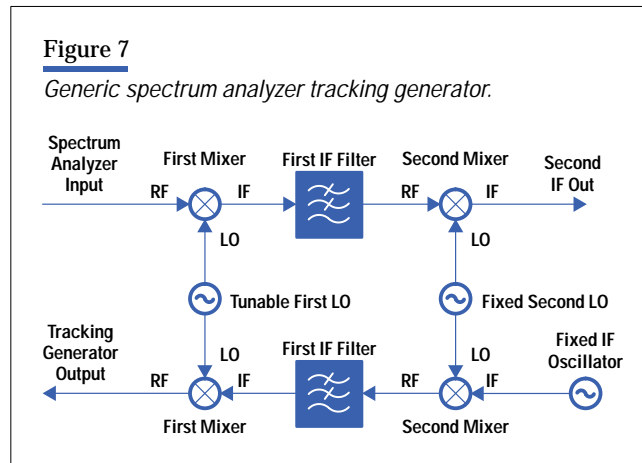 Figure 7
Generic spectrum analyzer tracking generator.
Spectrum
Analyzer
Input
First Mixer
First IF Filter
Second Mixer
Second
IF Out
RF
IF
RF
IF
LO
LO
Tunable First LO
Fixed Second LO
Tracking
Generator
Output
LO
First IF Filter
LO
Fixed IF
Oscillator
RF
IF
RF
IF
First Mixer
Second Mixer